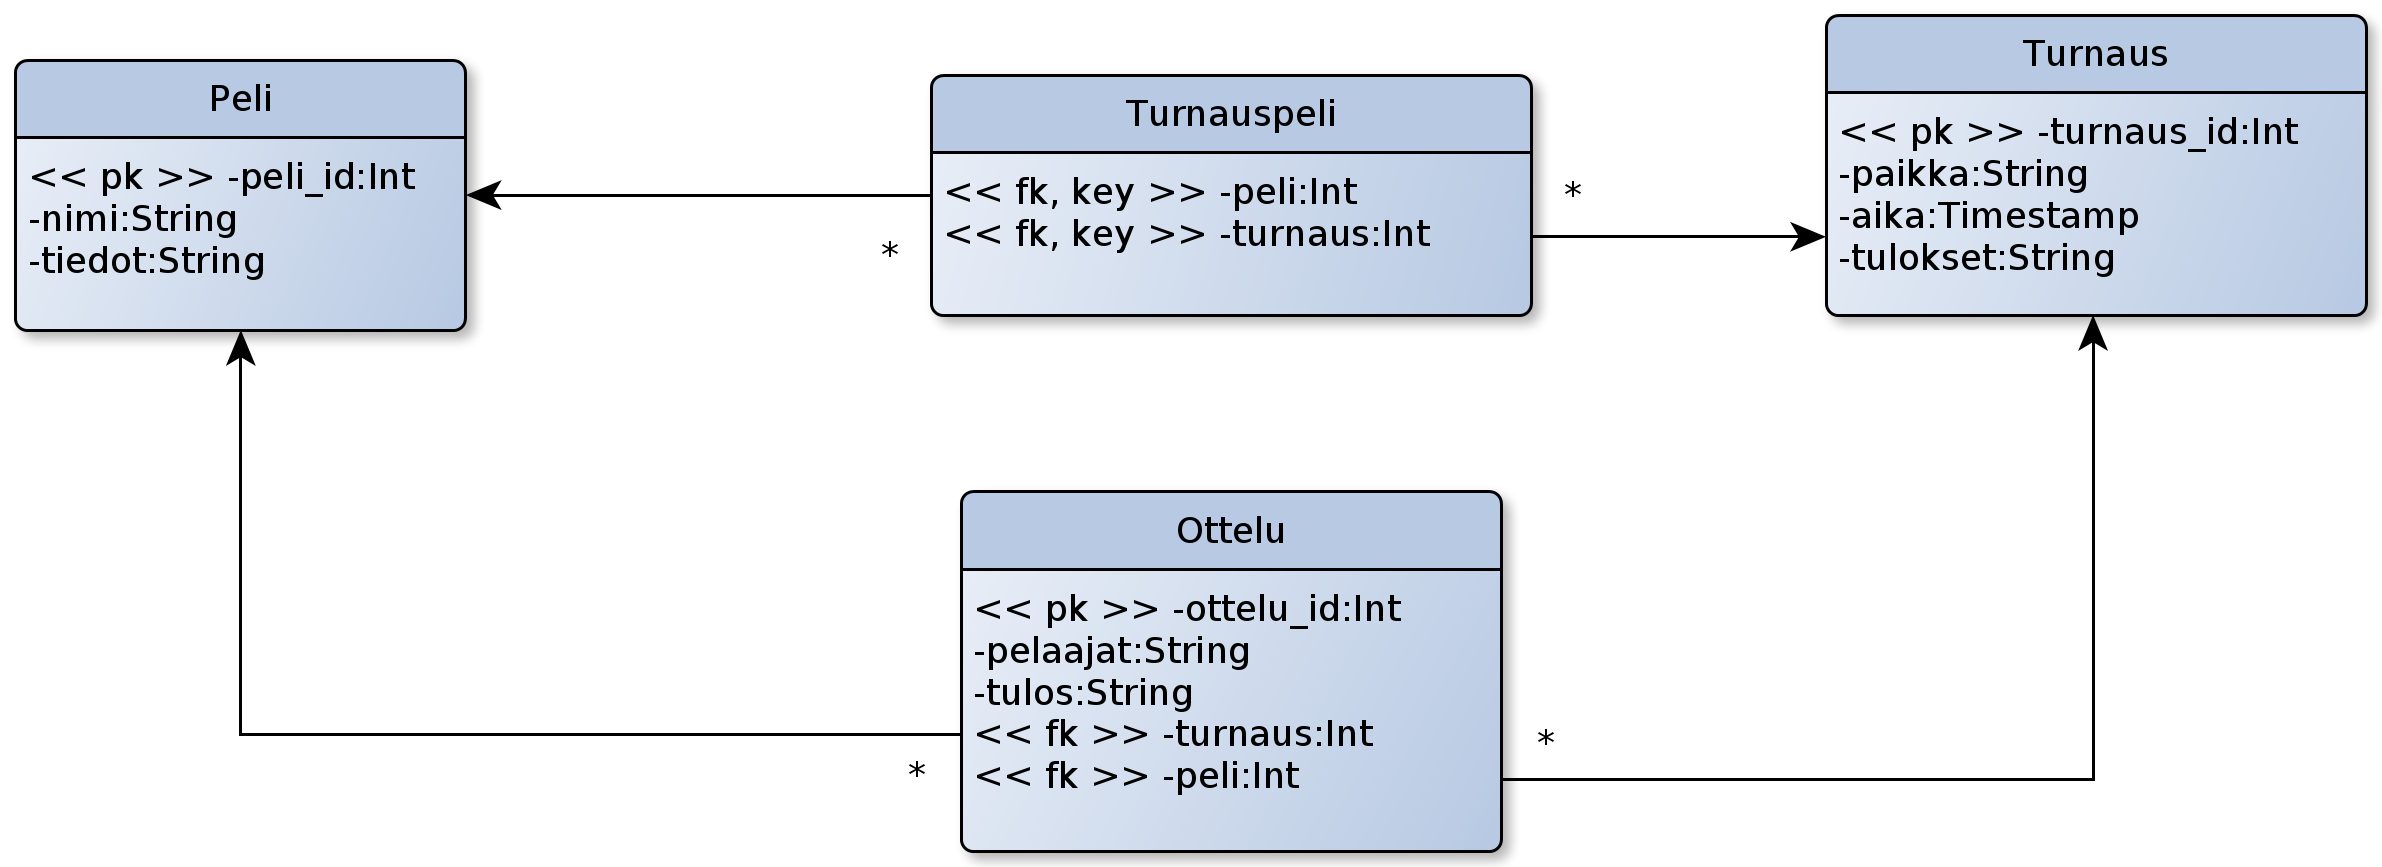 Peli
<< pk >> -peli_id:Int
-nimi:String
-tiedot:String
Turnauspeli
<< fk, key >> -peli:Int
<< fk, key >> -turnaus:Int
*
*
Turnaus
<< pk >> -turnaus_id:Int
-paikka:String
-aika:Timestamp
-tulokset:String
Ottelu
<< pk >> -ottelu_id:Int
-pelaajat:String
-tulos:String
<< fk >> -turnaus:Int
<< fk >> -peli:Int
*
*